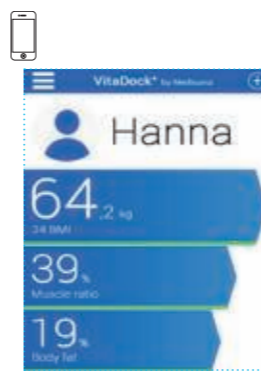 VitaDock+ by Medisana
Hanna
64,2 kg
24 BMI
39%
Muscle ratio
19%
Body fat